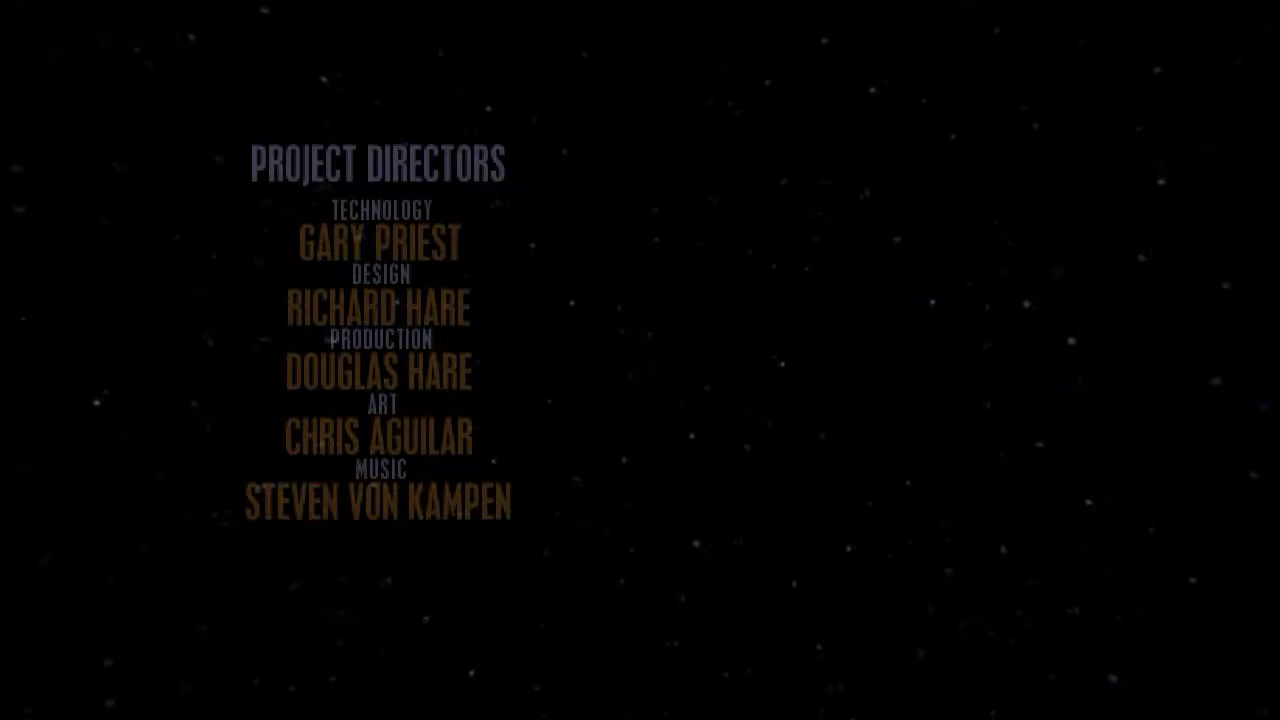 PROJECT DIRECTORS
TECHNOLOGY
GARY PRIEST
DESIGN
RICHARD HARE
PRODUCTION
DOUGLAS HARE
ART
CHRIS AGUILAR
MUSIC
STEVEN VON KAMPEN